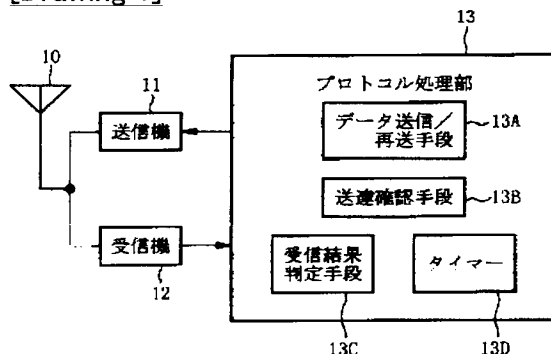 10
11
送信機
受信機
12
13
プロトコル処理部
データ送信／
再送手段
13A
送達確認手段
13B
受信結果
判定手段
13C
タイマー
13D